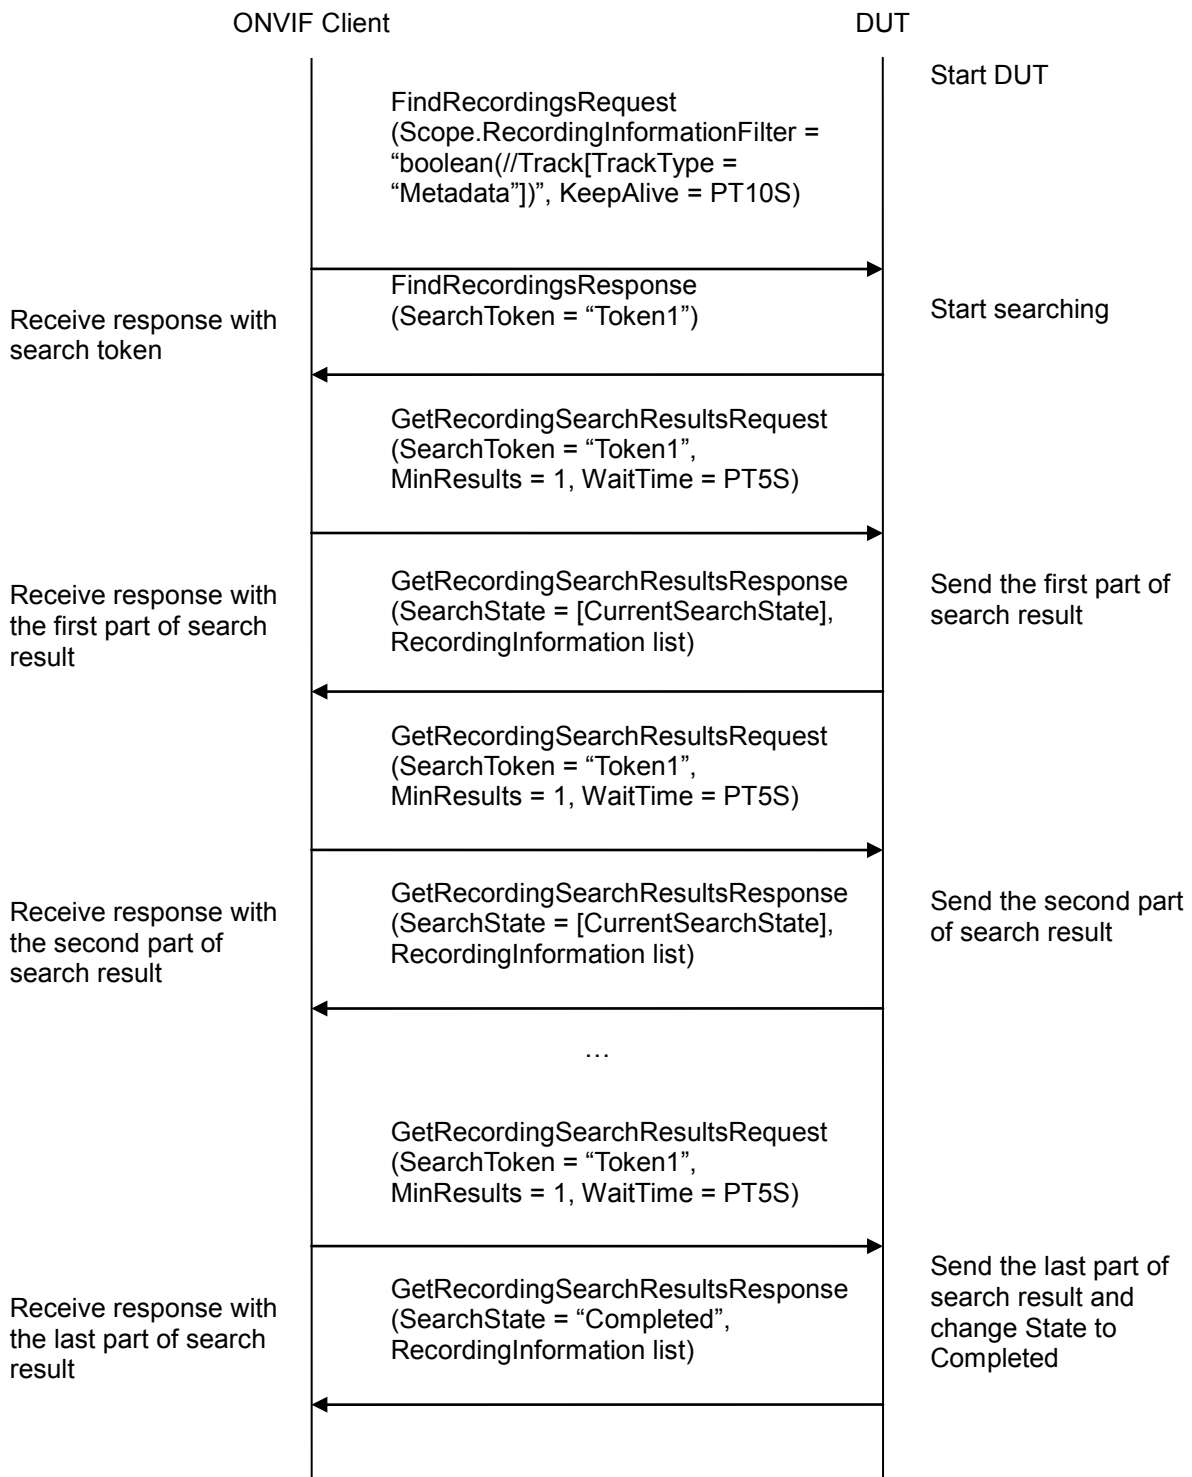 ONVIF Client
DUT
Start DUT
FindRecordingsRequest
(Scope.RecordingInformationFilter =
“boolean(//Track[TrackType =
“Metadata”])”, KeepAlive = PT10S)
FindRecordingsResponse
(SearchToken = “Token1”)
Start searching
Receive response with
search token
GetRecordingSearchResultsRequest
(SearchToken = “Token1”,
MinResults = 1, WaitTime = PT5S)
GetRecordingSearchResultsResponse
(SearchState = [CurrentSearchState],
RecordingInformation list)
Send the first part of
search result
Receive response with
the first part of search
result
GetRecordingSearchResultsRequest
(SearchToken = “Token1”,
MinResults = 1, WaitTime = PT5S)
GetRecordingSearchResultsResponse
(SearchState = [CurrentSearchState],
RecordingInformation list)
Send the second part
of search result
Receive response with
the second part of
search result
…
GetRecordingSearchResultsRequest
(SearchToken = “Token1”,
MinResults = 1, WaitTime = PT5S)
GetRecordingSearchResultsResponse
(SearchState = “Completed”,
RecordingInformation list)
Send the last part of
search result and
change State to
Completed
Receive response with
the last part of search
result